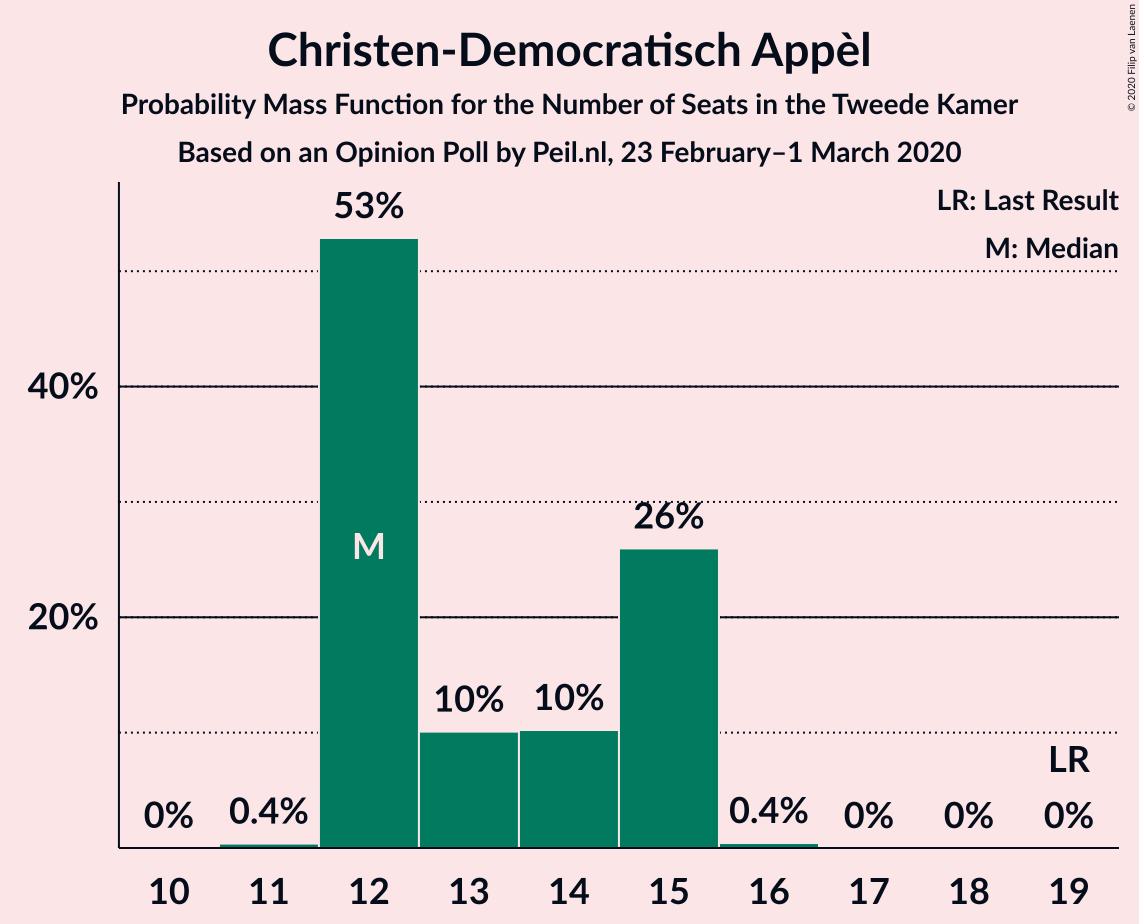 Christen-Democratisch Appèl
Probability Mass Function for the Number of Seats in the Tweede Kamer
Based on an Opinion Poll by Peil.nl, 23 February–1 March 2020
© 2020 Filip van Laenen
LR: Last Result
M: Median
53%
40%
M
26%
20%
10% 10%
LR
0% 0.4% 0.4% 0% 0% 0%
10 11 12 13 14 15 16 17 18 19